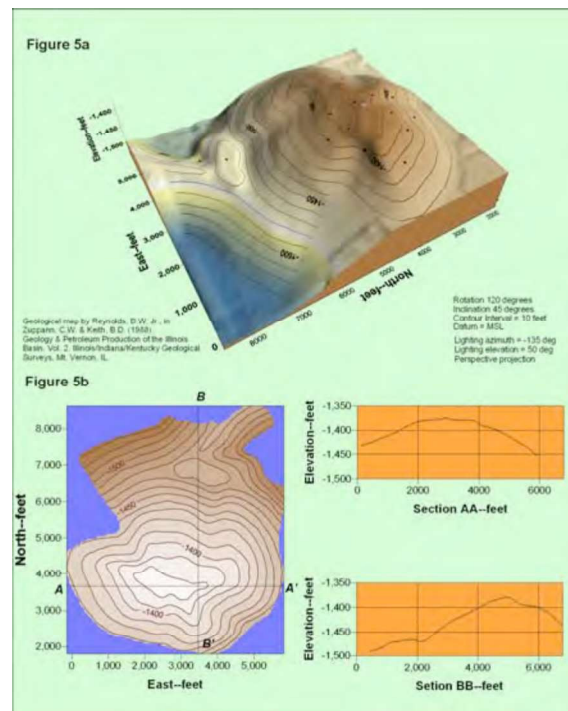 Figure 5a
Elevation--feet
-1,400
-1,450
-1,500
5,000
4,000
3,000
2,000
1,000
0
East--feet
8000
7000
6000
5000
4000
3000
North--feet
-1450
-1500
Geological map by Reynolds, D.W. Jr., in
Zuppann, C.W. & Keith, B.D. (1988)
Geology & Petroleum Production of the Illinois
Basin. Vol. 2. Illinois/Indiana/Kentucky Geological
Surveys, Mt. Vernon, IL.
Rotation 120 degrees
Inclination 45 degrees
Contour Interval = 10 feet
Datum = MSL
Lighting azimuth = -135 deg
Lighting elevation = 50 deg
Perspective projection
Figure 5b
B
8,000
7,000
6,000
5,000
4,000
3,000
2,000
North--feet
-1500
-1450
-1400
-1400
A
A'
B'
0
1,000
2,000
3,000
4,000
5,000
East--feet
-1,350
-1,400
-1,450
-1,500
Elevation--feet
0
2000
4000
6000
Section AA--feet
-1,350
-1,400
-1,450
-1,500
Elevation--feet
0
2000
4000
6000
Setion BB--feet